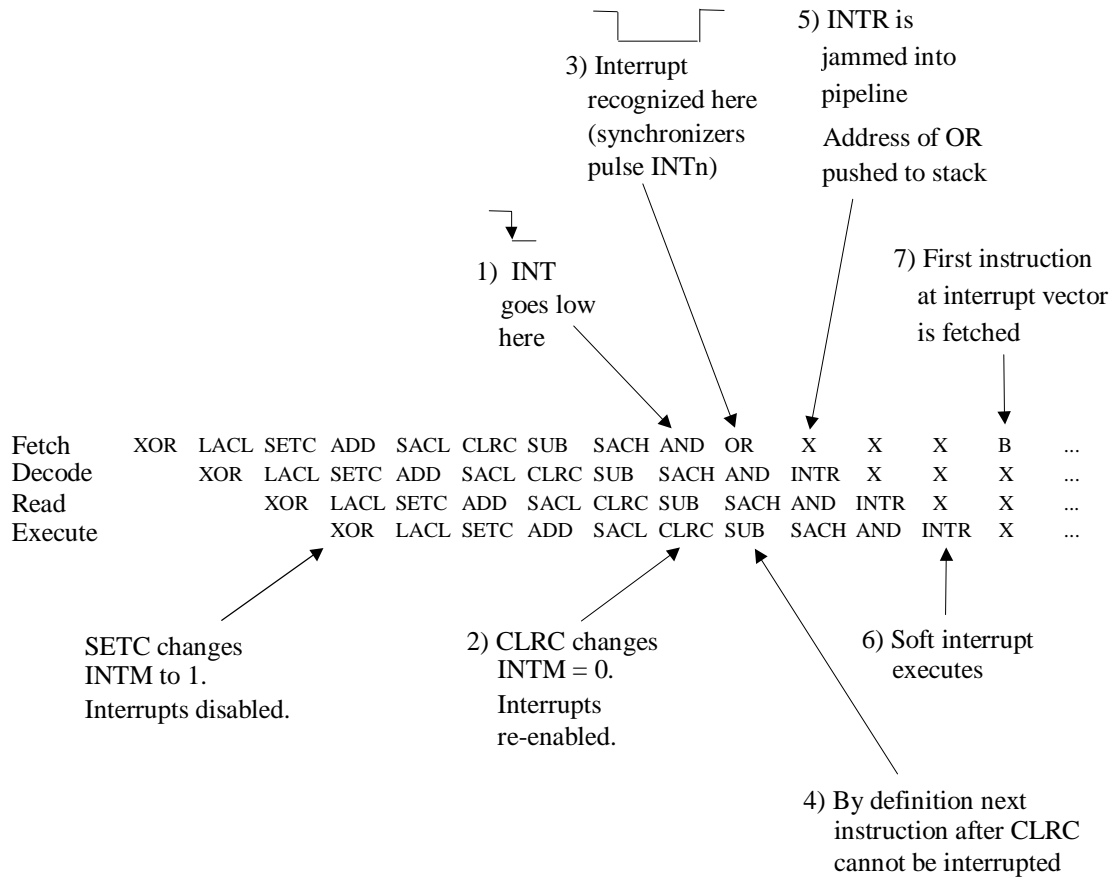 5) INTR is
jammed into
pipeline
Address of OR
pushed to stack
3) Interrupt
recognized here
(synchronizers
pulse INTn)
1) INT
goes low
here
7) First instruction
at interrupt vector
is fetched
Fetch XOR LACL SETC ADD SACL CLRC SUB SACH AND OR X X X B ...
Decode XOR LACL SETC ADD SACL CLRC SUB SACH AND INTR X X X ...
Read XOR LACL SETC ADD SACL CLRC SUB SACH AND INTR X X ...
Execute XOR LACL SETC ADD SACL CLRC SUB SACH AND INTR X ...
SETC changes
INTM to 1.
Interrupts disabled.
2) CLRC changes
INTM = 0.
Interrupts
re-enabled.
6) Soft interrupt
executes
4) By definition next
instruction after CLRC
cannot be interrupted